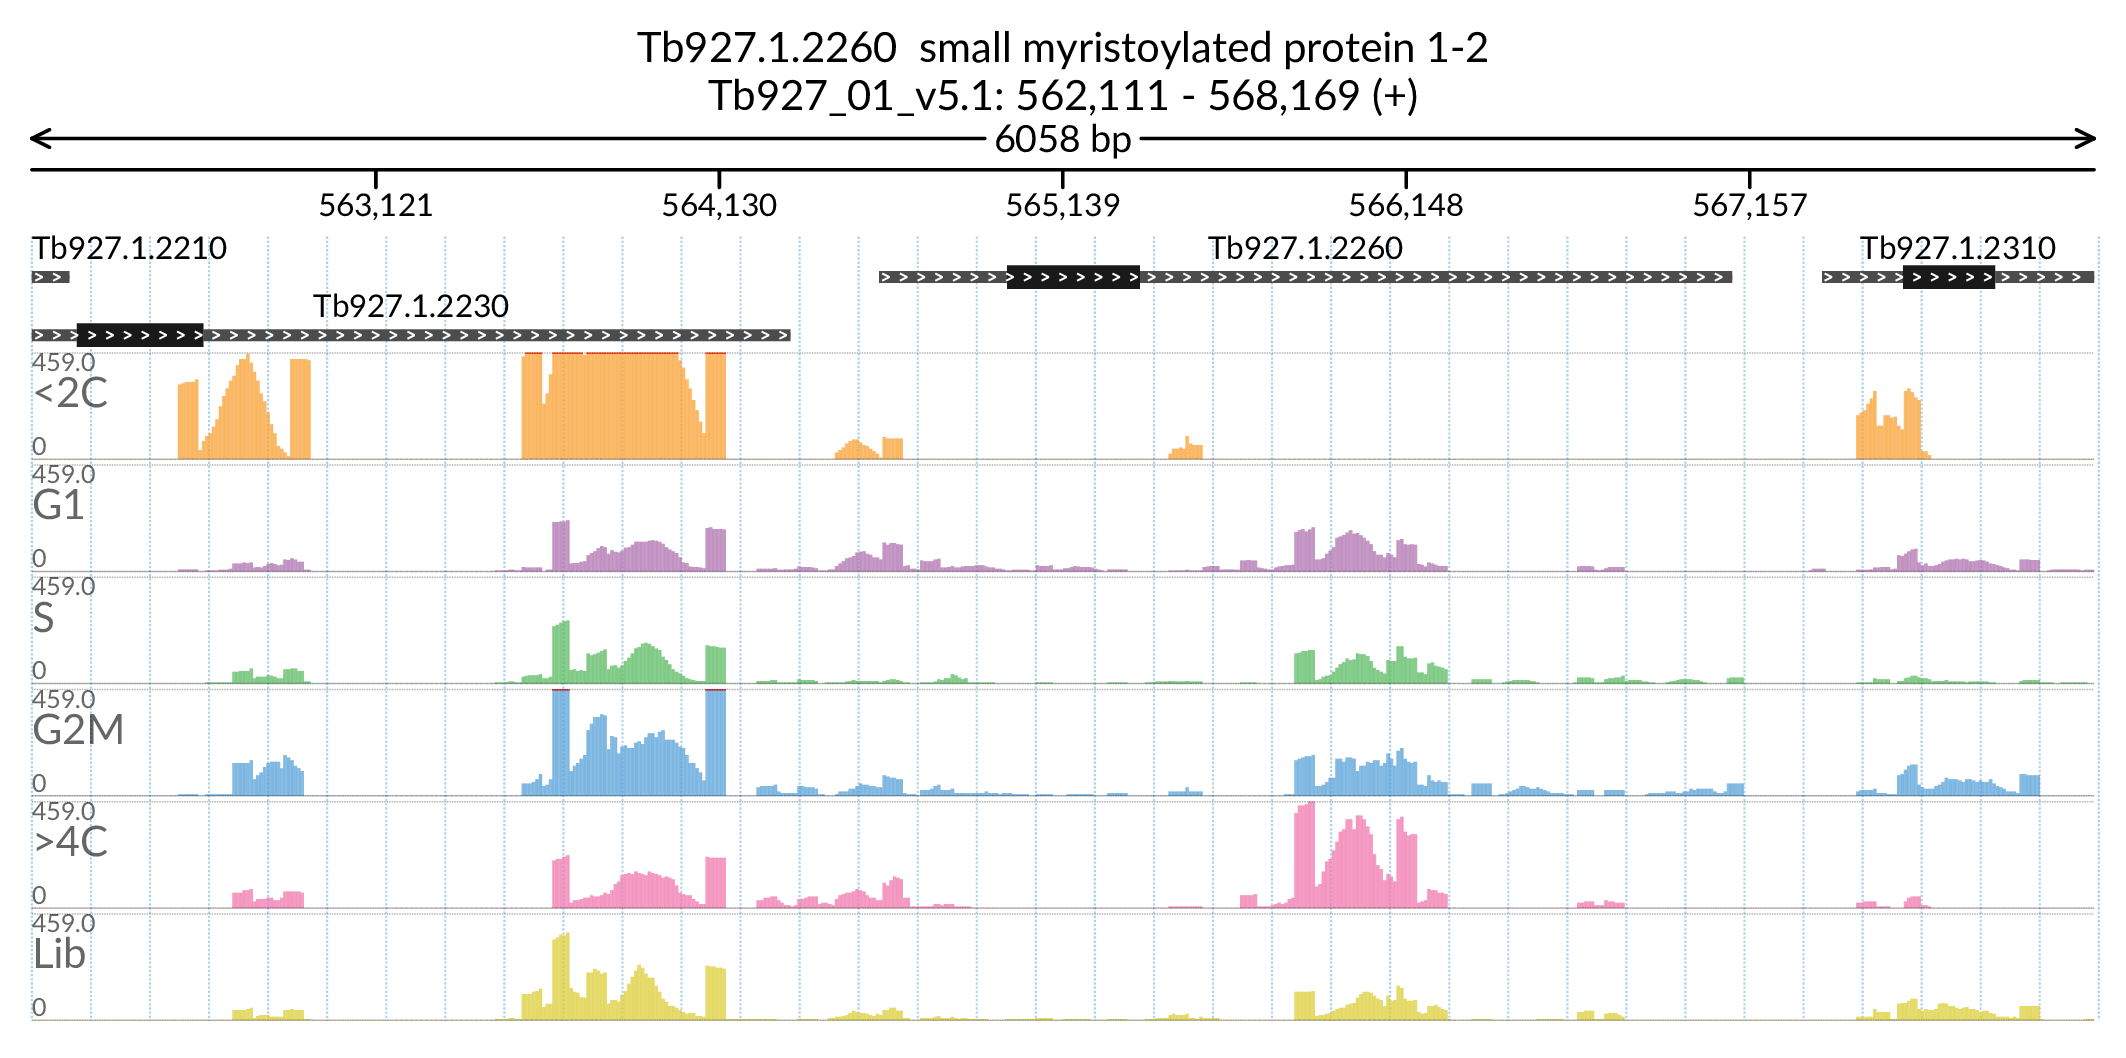 Tb927.1.2260  small myristoylated protein 1-2
Tb927_01_v5.1: 562,111 - 568,169 (+)
6058 bp
563,121 564,130 565,139 566,148 567,157
Tb927.1.2210 Tb927.1.2260 Tb927.1.2310
Tb927.1.2230
459.0
<2C
0
459.0
G1
0
459.0
S
0
459.0
G2M
0
459.0
>4C
0
459.0
Lib
0